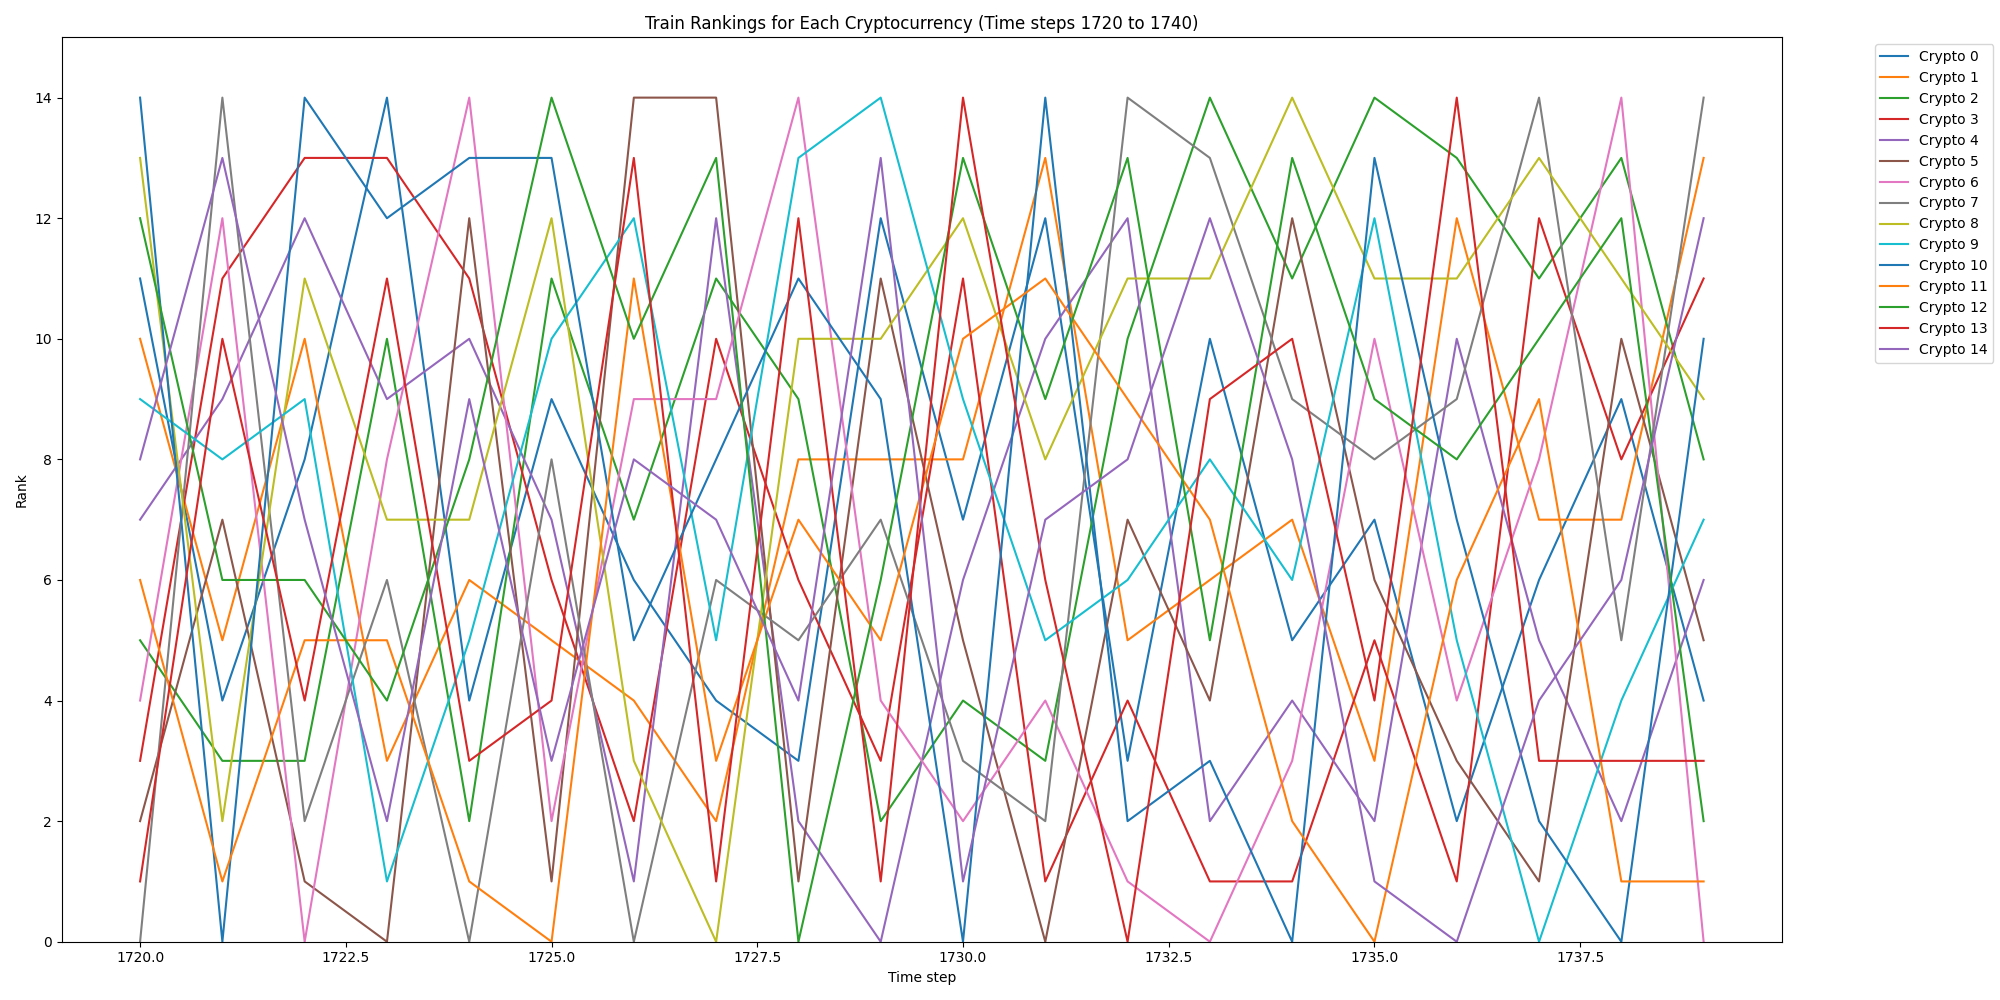 Train Rankings for Each Cryptocurrency (Time steps 1720 to 1740)
Rank
14
12
10
8
6
4
2
0
1720.0 1722.5 1725.0 1727.5 1730.0 1732.5 1735.0 1737.5
Time step
Crypto 0
Crypto 1
Crypto 2
Crypto 3
Crypto 4
Crypto 5
Crypto 6
Crypto 7
Crypto 8
Crypto 9
Crypto 10
Crypto 11
Crypto 12
Crypto 13
Crypto 14